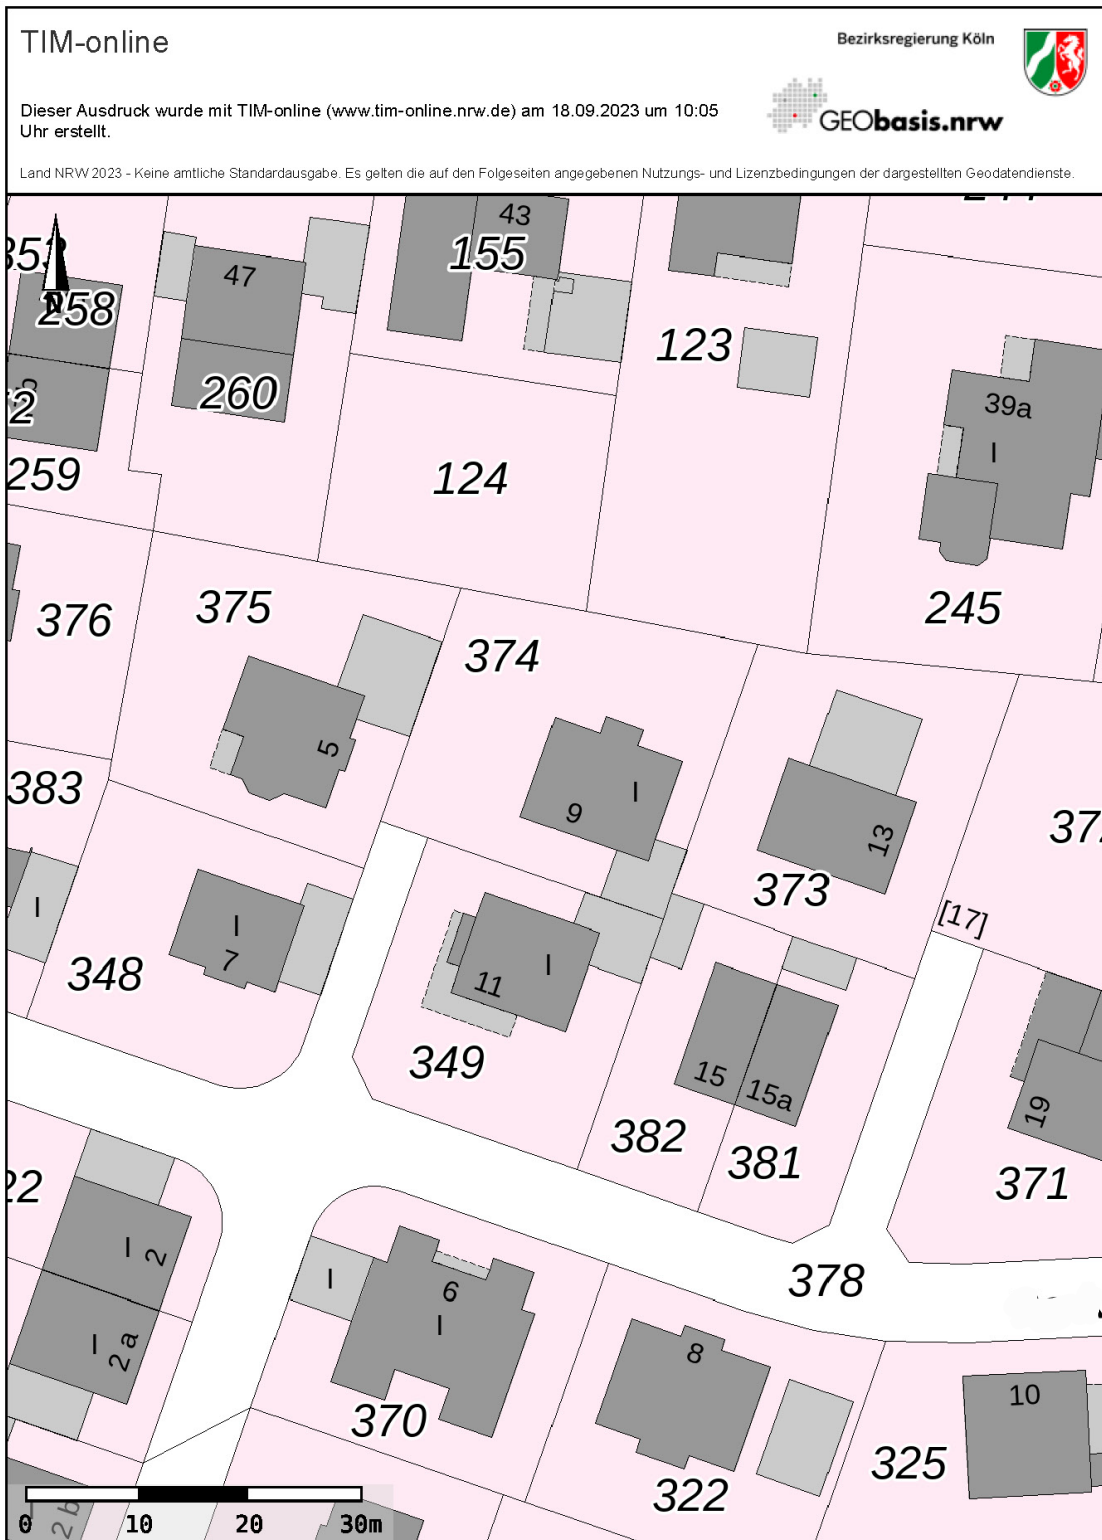 TIM-online
Bezirksregierung Köln
Dieser Ausdruck wurde mit TIM-online (www.tim-online.nrw.de) am 18.09.2023 um 10:05
Uhr erstellt.
GEObasis.nrw
Land NRW 2023 - Keine amtliche Standardausgabe. Es gelten die auf den Folgeseiten angegebenen Nutzungs- und Lizenzbedingungen der dargestellten Geodatendienste.
43
155
353
47
N
258
123
260
39a
I
259
124
376
375
374
245
5
383
I
9
13
373
[17]
I
I
7
348
I
11
349
15
15a
382
381
19
371
I
2
I
6
I
378
I
2 a
8
10
370
325
322
2 b
0 10 20 30m